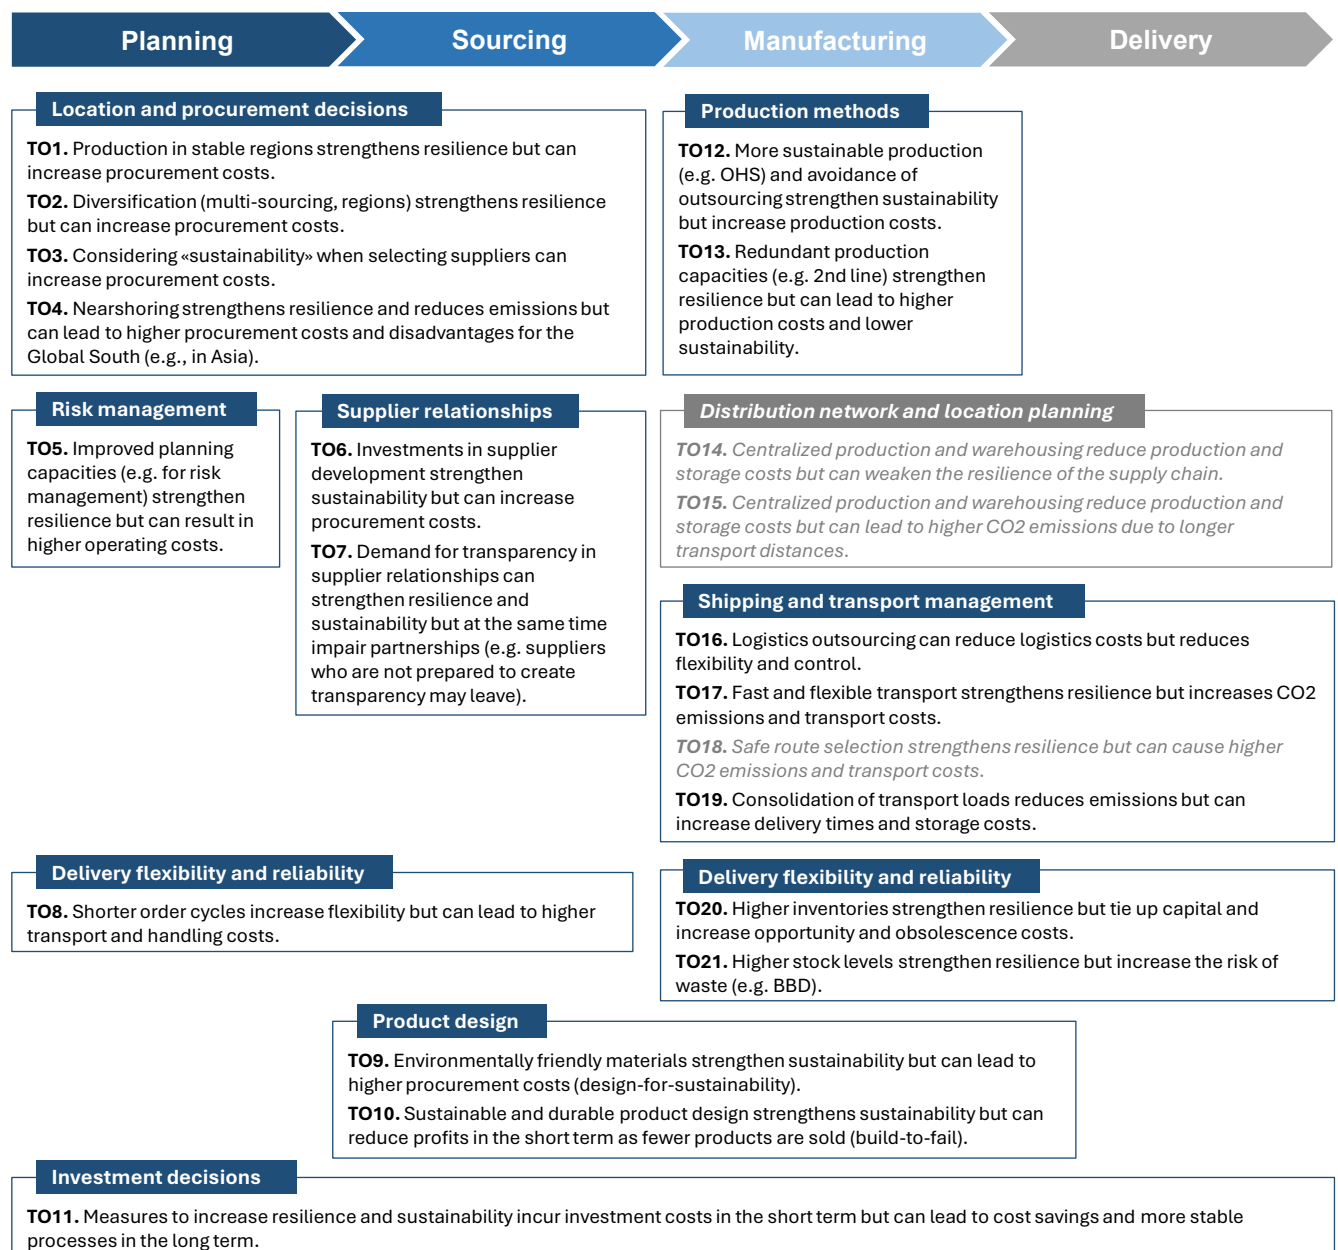 Planning
Sourcing
Manufacturing
Delivery
Location and procurement decisions
TO1. Production in stable regions strengthens resilience but can
increase procurement costs.
TO2. Diversification (multi-sourcing, regions) strengthens resilience
but can increase procurement costs.
TO3. Considering «sustainability» when selecting suppliers can
increase procurement costs.
TO4. Nearshoring strengthens resilience and reduces emissions but
can lead to higher procurement costs and disadvantages for the
Global South (e.g., in Asia).
Production methods
TO12. More sustainable production
(e.g. OHS) and avoidance of
outsourcing strengthen sustainability
but increase production costs.
TO13. Redundant production
capacities (e.g. 2nd line) strengthen
resilience but can lead to higher
production costs and lower
sustainability.
Risk management
TO5. Improved planning
capacities (e.g. for risk
management) strengthen
resilience but can result in
higher operating costs.
Supplier relationships
TO6. Investments in supplier
development strengthen
sustainability but can increase
procurement costs.
TO7. Demand for transparency in
supplier relationships can
strengthen resilience and
sustainability but at the same time
impair partnerships (e.g. suppliers
who are not prepared to create
transparency may leave).
Distribution network and location planning
TO14. Centralized production and warehousing reduce production and
storage costs but can weaken the resilience of the supply chain.
TO15. Centralized production and warehousing reduce production and
storage costs but can lead to higher CO2 emissions due to longer
transport distances.
Shipping and transport management
TO16. Logistics outsourcing can reduce logistics costs but reduces
flexibility and control.
TO17. Fast and flexible transport strengthens resilience but increases CO2
emissions and transport costs.
TO18. Safe route selection strengthens resilience but can cause higher
CO2 emissions and transport costs.
TO19. Consolidation of transport loads reduces emissions but can
increase delivery times and storage costs.
Delivery flexibility and reliability
TO8. Shorter order cycles increase flexibility but can lead to higher
transport and handling costs.
Delivery flexibility and reliability
TO20. Higher inventories strengthen resilience but tie up capital and
increase opportunity and obsolescence costs.
TO21. Higher stock levels strengthen resilience but increase the risk of
waste (e.g. BBD).
Product design
TO9. Environmentally friendly materials strengthen sustainability but can lead to
higher procurement costs (design-for-sustainability).
TO10. Sustainable and durable product design strengthens sustainability but can
reduce profits in the short term as fewer products are sold (build-to-fail).
Investment decisions
TO11. Measures to increase resilience and sustainability incur investment costs in the short term but can lead to cost savings and more stable
processes in the long term.